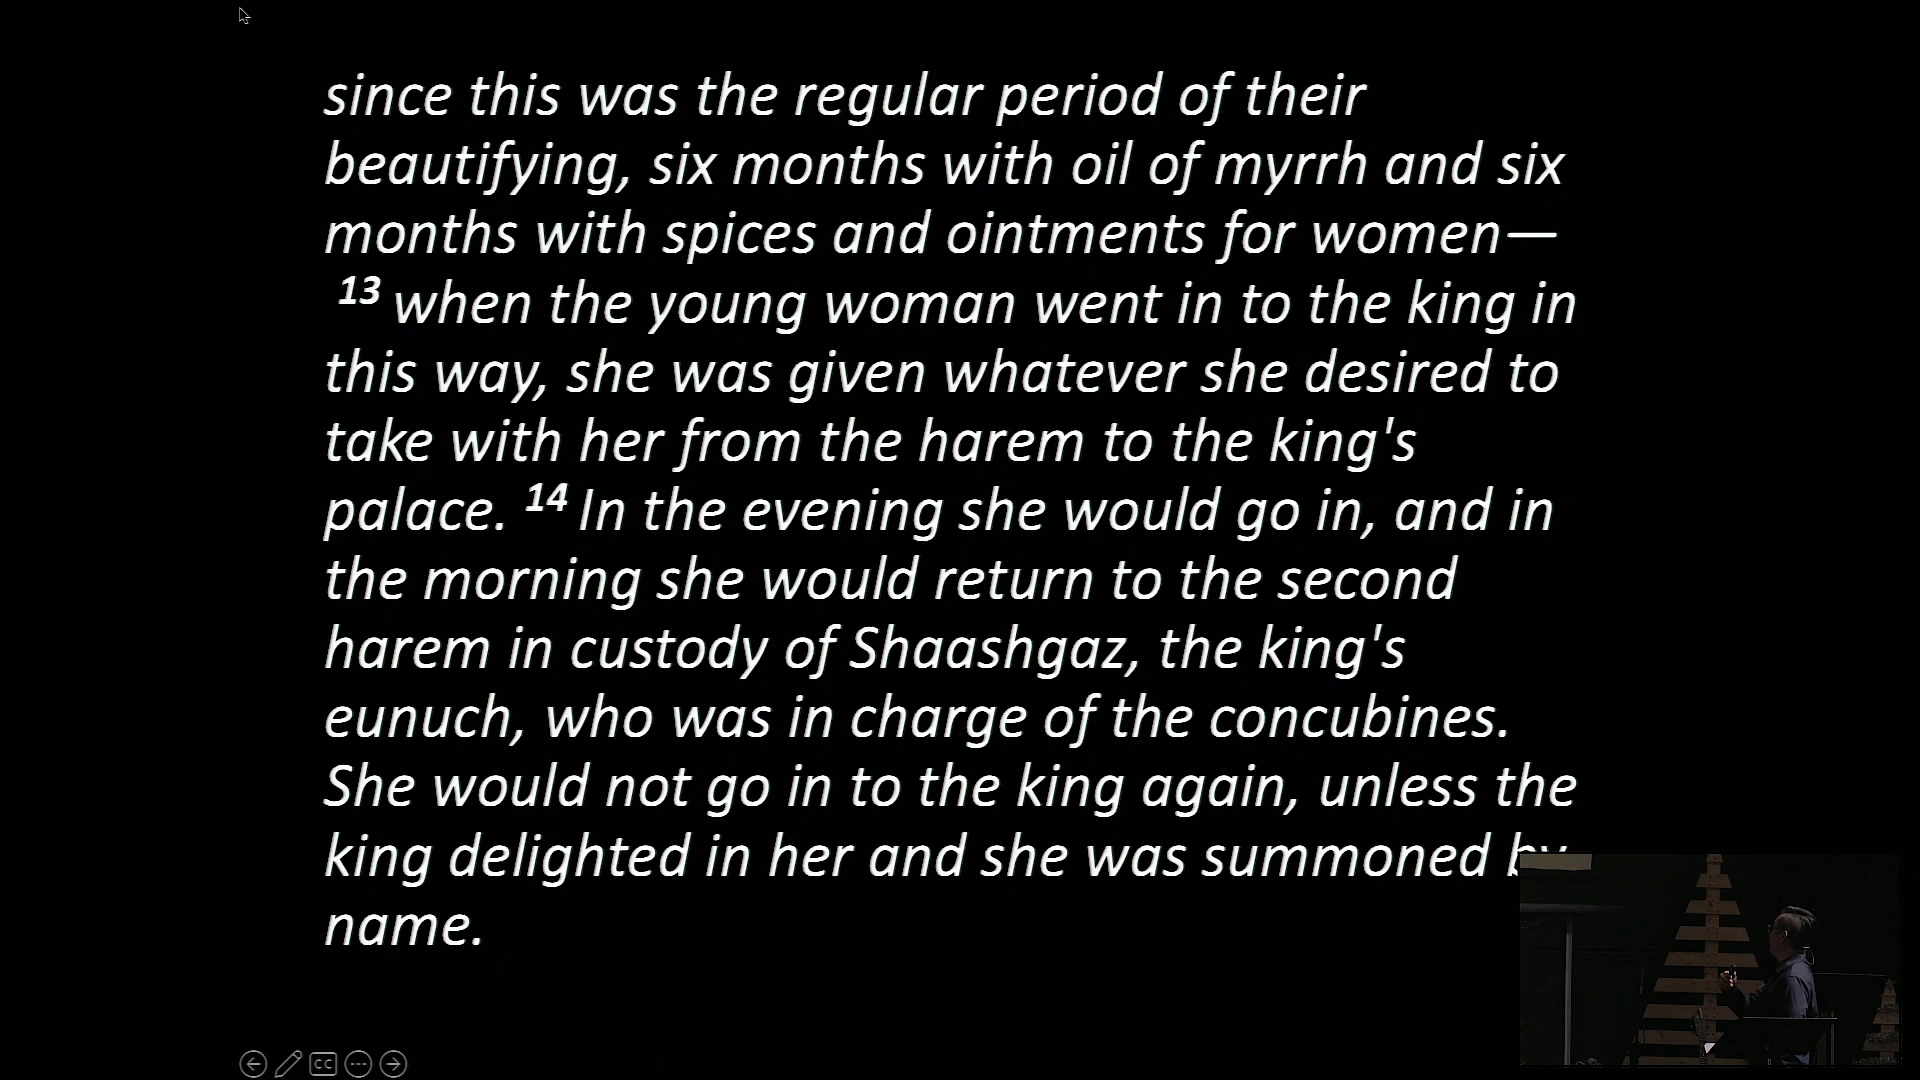 since this was the regular period of their
beautifying, six months with oil of myrrh and six
months with spices and ointments for women—
13 when the young woman went in to the king in
this way, she was given whatever she desired to
take with her from the harem to the king's
palace. 14 In the evening she would go in, and in
the morning she would return to the second
harem in custody of Shaashgaz, the king's
eunuch, who was in charge of the concubines.
She would not go in to the king again, unless the
king delighted in her and she was summoned by
name.
CC